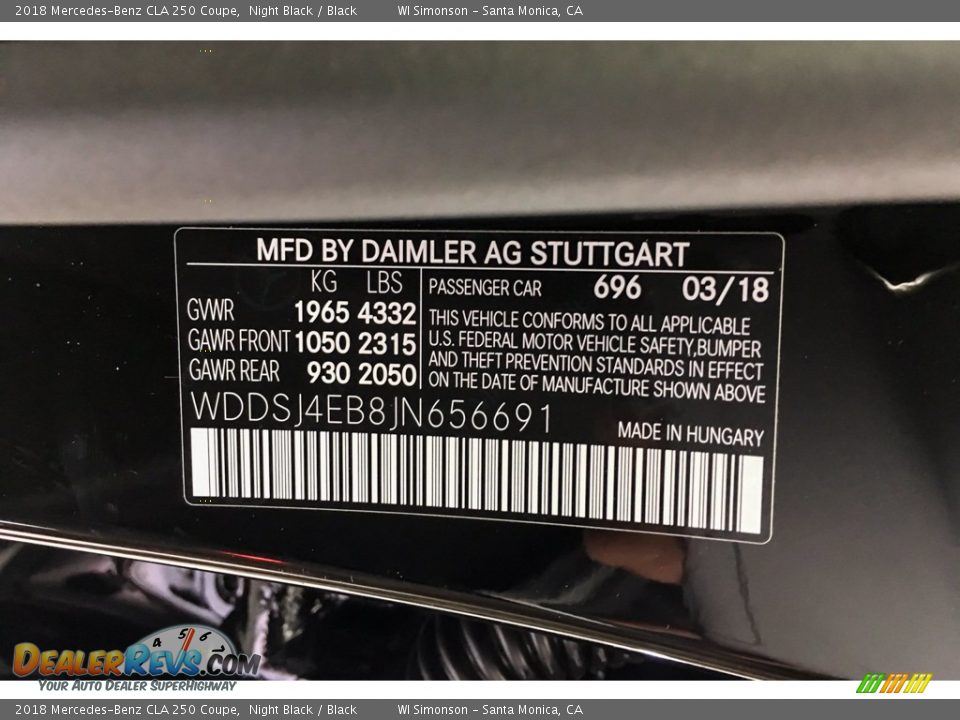 2018 Mercedes-Benz CLA 250 Coupe, Night Black / Black WI Simonson - Santa Monica, CA
MFD BY DAIMLER AG STUTTGART
KG LBS
GVWR 1965 4332
GAWR FRONT 1050 2315
GAWR REAR 930 2050
PASSENGER CAR 696 03/18
THIS VEHICLE CONFORMS TO ALL APPLICABLE
U.S. FEDERAL MOTOR VEHICLE SAFETY,BUMPER
AND THEFT PREVENTION STANDARDS IN EFFECT
ON THE DATE OF MANUFACTURE SHOWN ABOVE
WDDSJ4EB8JN656691
MADE IN HUNGARY
4 5 6
DEALERREVS.COM
YOUR AUTO DEALER SUPERHIGHWAY
2018 Mercedes-Benz CLA 250 Coupe, Night Black / Black WI Simonson - Santa Monica, CA